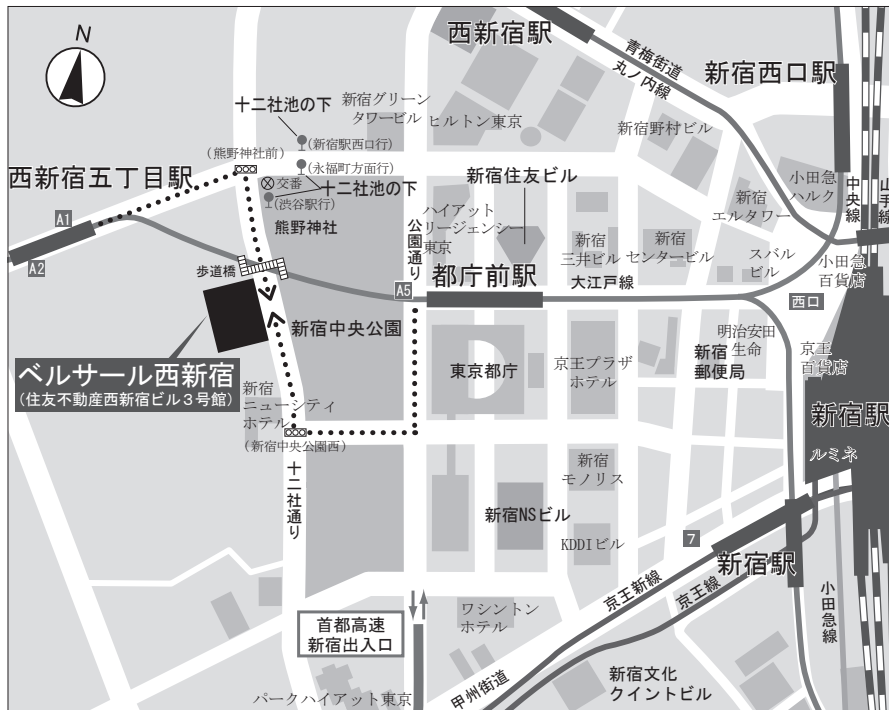 N
西新宿駅
青梅街道
丸ノ内線
新宿西口駅
十二社池の下
新宿グリーン
タワービル
ヒルトン東京
新宿野村ビル
(新宿駅西口行)
(熊野神社前)
(永福町方面行)
西新宿五丁目駅
交番
十二社池の下
(渋谷駅行)
熊野神社
新宿住友ビル
小田急
ハルク
中央線
山手線
新宿
エルタワー
A1
A2
ハイアット
リージェンシー
東京
公園通り
新宿
三井ビル
新宿
センタービル
スバル
ビル
小田急
百貨店
歩道橋
A5
都庁前駅
大江戸線
西口
新宿中央公園
明治安田
生命
京王
百貨店
ベルサール西新宿
(住友不動産西新宿ビル3号館)
新宿
ニューシティ
ホテル
東京都庁
京王プラザ
ホテル
新宿
郵便局
新宿駅
ルミネ
(新宿中央公園西)
十二社通り
新宿
モノリス
新宿NSビル
KDDIビル
7
新宿駅
京王新線
京王線
小田急線
首都高速
新宿出入口
ワシントン
ホテル
甲州街道
新宿文化
クイントビル
パークハイアット東京